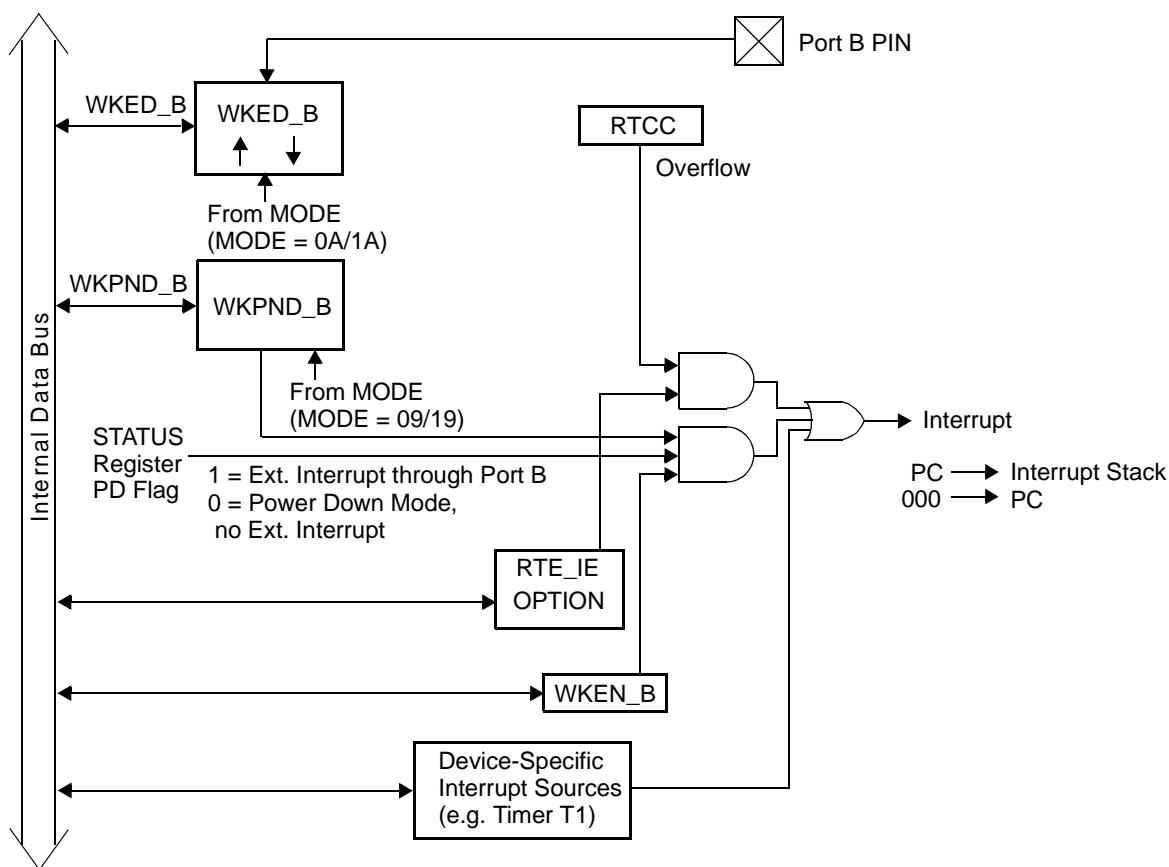 Port B PIN
WKED_B
WKED_B
RTCC
Overflow
From MODE
(MODE = 0A/1A)
WKPND_B
WKPND_B
Internal Data Bus
From MODE
(MODE = 09/19)
STATUS
Register
PD Flag
1 = Ext. Interrupt through Port B
0 = Power Down Mode,
no Ext. Interrupt
Interrupt
PC
Interrupt Stack
000
PC
RTE_IE
OPTION
WKEN_B
Device-Specific
Interrupt Sources
(e.g. Timer T1)